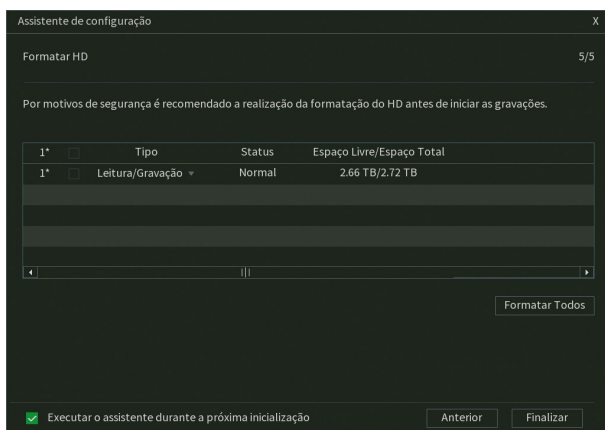 Assistente de configuração X
Formatar HD 5/5
Por motivos de segurança é recomendado a realização da formatação do HD antes de iniciar as gravações.
1* Tipo Status Espaço Livre/Espaço Total
1* Leitura/Gravação Normal 2.66 TB/2.72 TB
Formatar Todos
Executar o assistente durante a próxima inicialização Anterior Finalizar